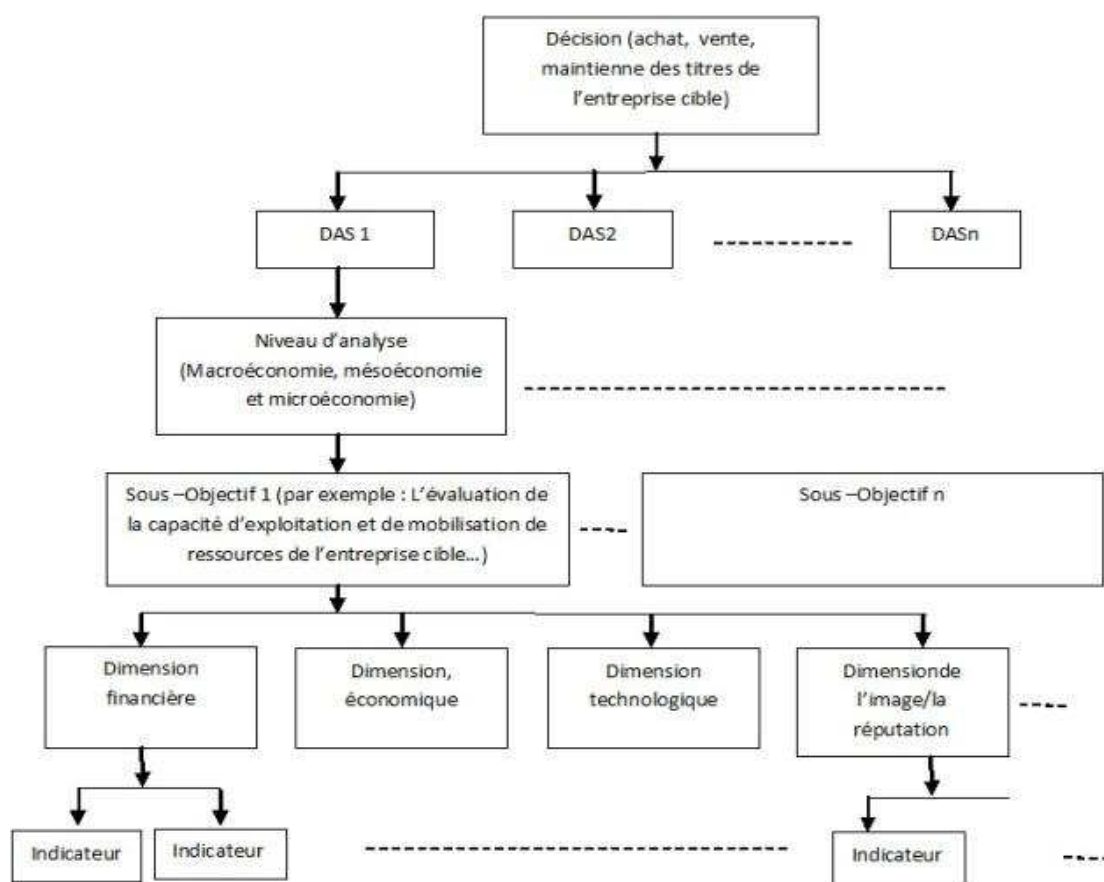 Décision (achat, vente,
maintienne des titres de
l'entreprise cible)
DAS 1
DAS2
DASn
Niveau d'analyse
(Macroéconomie, mésoéconomie
et microéconomie)
Sous –Objectif 1 (par exemple : L'évaluation de
la capacité d'exploitation et de mobilisation de
ressources de l'entreprise cible…)
Sous –Objectif n
Dimension
financière
Dimension,
économique
Dimension
technologique
Dimensionde
l'image/la
réputation
Indicateur
Indicateur
Indicateur